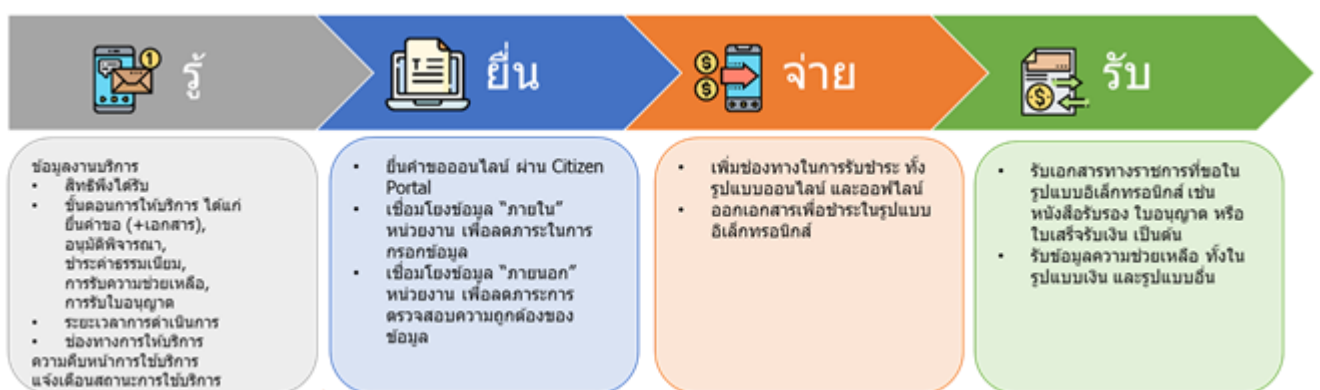 รู้
ยื่น
จ่าย
รับ
ข้อมูลงานบริการ
• สิทธิพึงได้รับ
• ขั้นตอนการให้บริการ ได้แก่
ยื่นคำขอ (+เอกสาร),
อนุมัติพิจารณา,
ชำระค่าธรรมเนียม,
การรับความช่วยเหลือ,
การรับใบอนุญาต
• ระยะเวลาการดำเนินการ
• ช่องทางการให้บริการ
ความคืบหน้าการใช้บริการ
แจ้งเตือนสถานะการใช้บริการ
• ยื่นคำขอออนไลน์ ผ่าน Citizen
Portal
• เชื่อมโยงข้อมูล “ภายใน”
หน่วยงาน เพื่อลดภาระในการ
กรอกข้อมูล
• เชื่อมโยงข้อมูล “ภายนอก”
หน่วยงาน เพื่อลดภาระการ
ตรวจสอบความถูกต้องของ
ข้อมูล
• เพิ่มช่องทางในการรับชำระ ทั้ง
รูปแบบออนไลน์ และออฟไลน์
• ออกเอกสารเพื่อชำระในรูปแบบ
อิเล็กทรอนิกส์
• รับเอกสารทางราชการที่ขอใน
รูปแบบอิเล็กทรอนิกส์ เช่น
หนังสือรับรอง ใบอนุญาต หรือ
ใบเสร็จรับเงิน เป็นต้น
• รับข้อมูลความช่วยเหลือ ทั้งใน
รูปแบบเงิน และรูปแบบอื่น